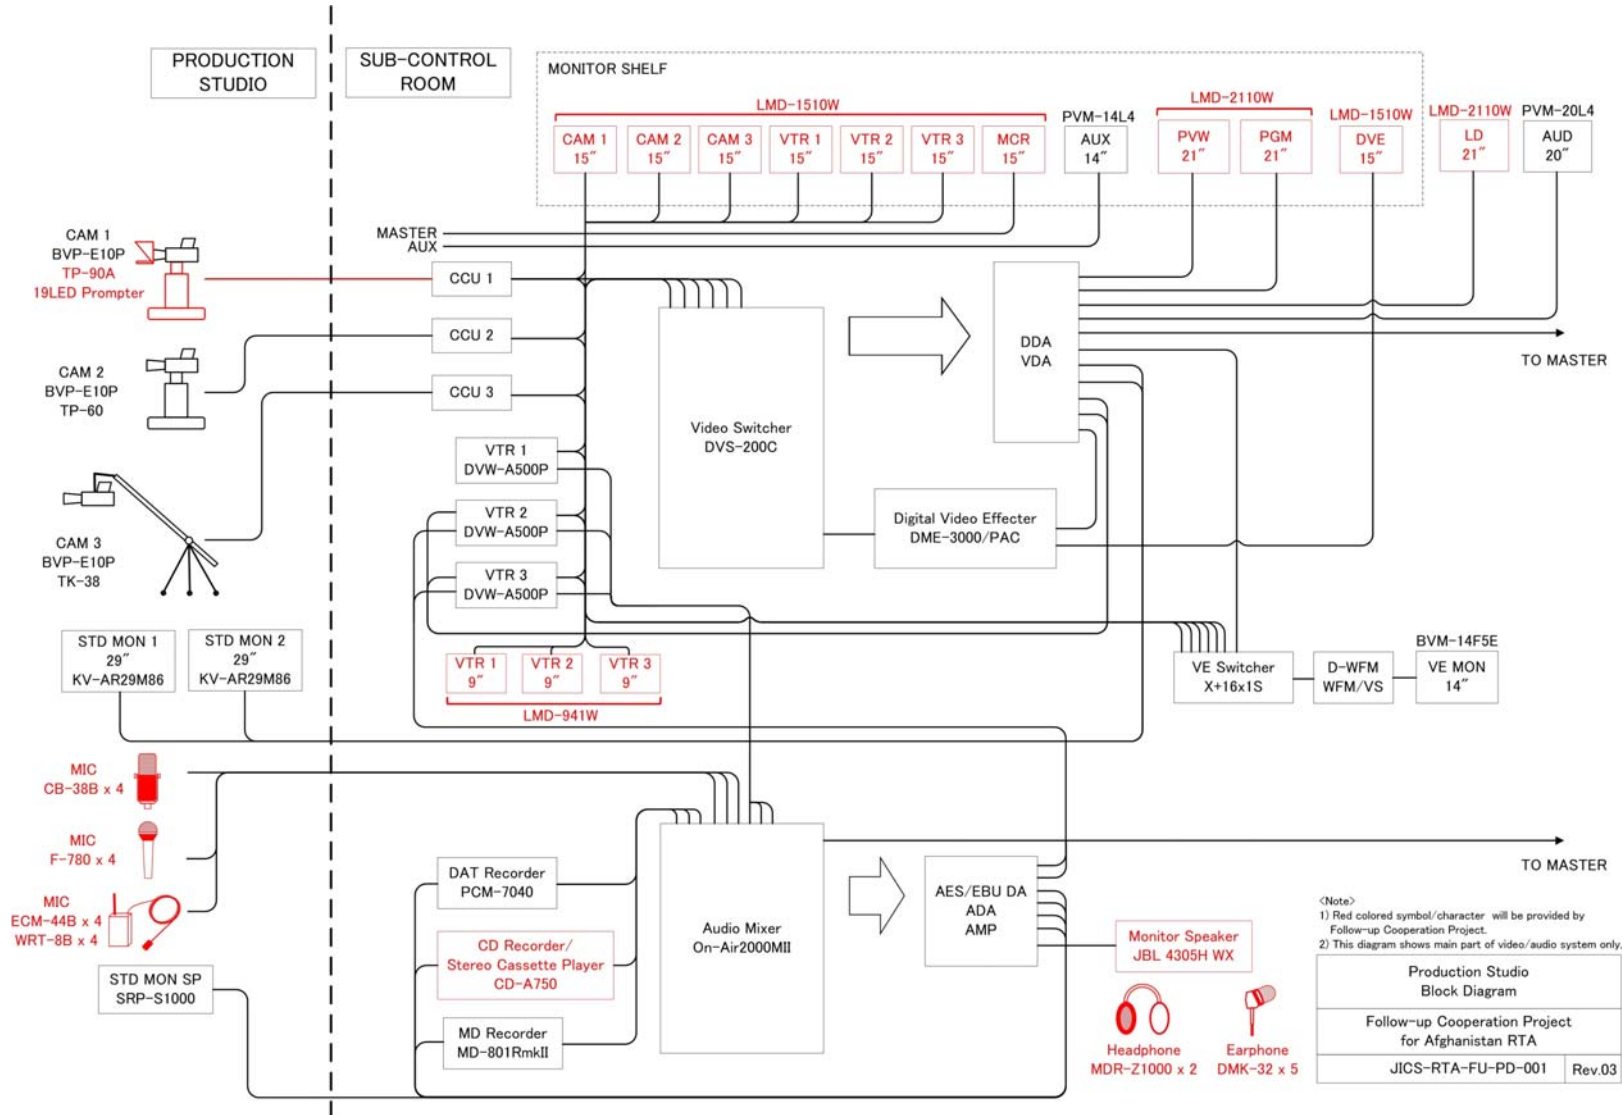 PRODUCTION
STUDIO
SUB-CONTROL
ROOM
MONITOR SHELF
LMD-1510W
CAM 1
15″
CAM 2
15″
CAM 3
15″
VTR 1
15″
VTR 2
15″
VTR 3
15″
MCR
15″
PVM-14L4
AUX
14″
LMD-2110W
PVW
21″
PGM
21″
LMD-1510W
DVE
15″
LMD-2110W
LD
21″
PVM-20L4
AUD
20″
MASTER
AUX
CAM 1
BVP-E10P
TP-90A
19LED Prompter
CCU 1
CCU 2
CCU 3
CAM 2
BVP-E10P
TP-60
CAM 3
BVP-E10P
TK-38
VTR 1
DVW-A500P
VTR 2
DVW-A500P
VTR 3
DVW-A500P
Video Switcher
DVS-200C
DDA
VDA
TO MASTER
Digital Video Effecter
DME-3000/PAC
STD MON 1
29″
KV-AR29M86
STD MON 2
29″
KV-AR29M86
VTR 1
9″
VTR 2
9″
VTR 3
9″
LMD-941W
VE Switcher
X+16x1S
D-WFM
WFM/VS
BVM-14F5E
VE MON
14″
MIC
CB-38B x 4
MIC
F-780 x 4
MIC
ECM-44B x 4
WRT-8B x 4
STD MON SP
SRP-S1000
DAT Recorder
PCM-7040
CD Recorder/
Stereo Cassette Player
CD-A750
MD Recorder
MD-801RmkII
Audio Mixer
On-Air2000MII
AES/EBU DA
ADA
AMP
TO MASTER
Monitor Speaker
JBL 4305H WX
Headphone
MDR-Z1000 x 2
Earphone
DMK-32 x 5
<Note>
1) Red colored symbol/character will be provided by
Follow-up Cooperation Project.
2) This diagram shows main part of video/audio system only.
Production Studio
Block Diagram
Follow-up Cooperation Project
for Afghanistan RTA
JICS-RTA-FU-PD-001
Rev.03